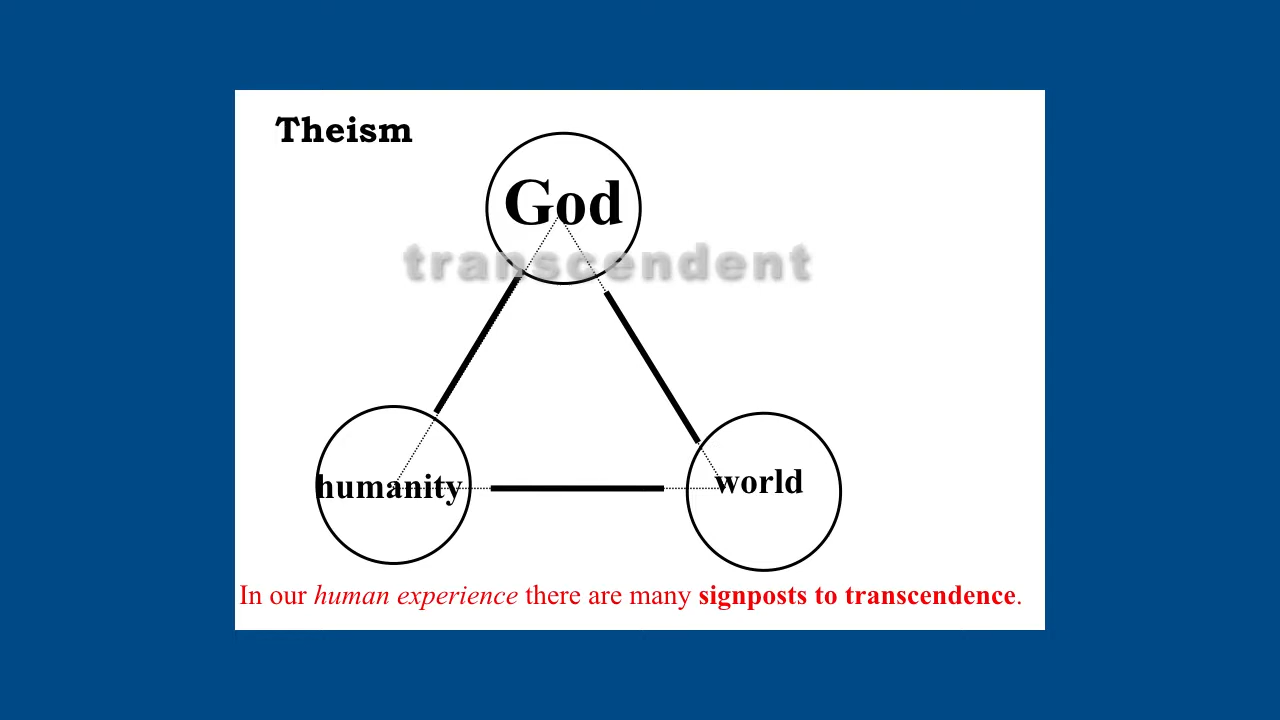 Theism
God
transcendent
humanity
world
In our human experience there are many signposts to transcendence.